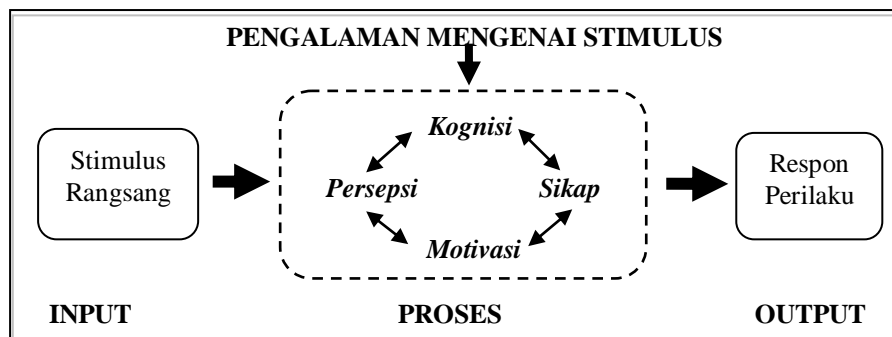 PENGALAMAN MENGENAI STIMULUS
Stimulus
Rangsang
Kognisi
Persepsi
Sikap
Motivasi
Respon
Perilaku
INPUT
PROSES
OUTPUT